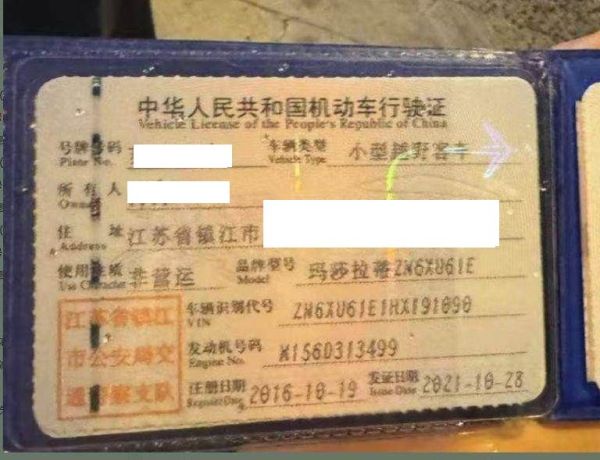 中华人民共和国机动车行驶证
Vehicle License of the People's Republic of China
号牌号码 车辆类型 小型越野客车
Plate No. Vehicle Type
所有人
Owner
住 址 江苏省镇江市
Address
使用性质 非营运 品牌型号 玛莎拉蒂ZN6XU61E
Use Character Model
江苏省镇江市公安局交通警察支队
车辆识别代号 ZN6XU61E1HX191090
VIN
发动机号码 M1560313499
Engine No.
注册日期 2016-10-19 发证日期 2021-10-28
Register Date Issue Date